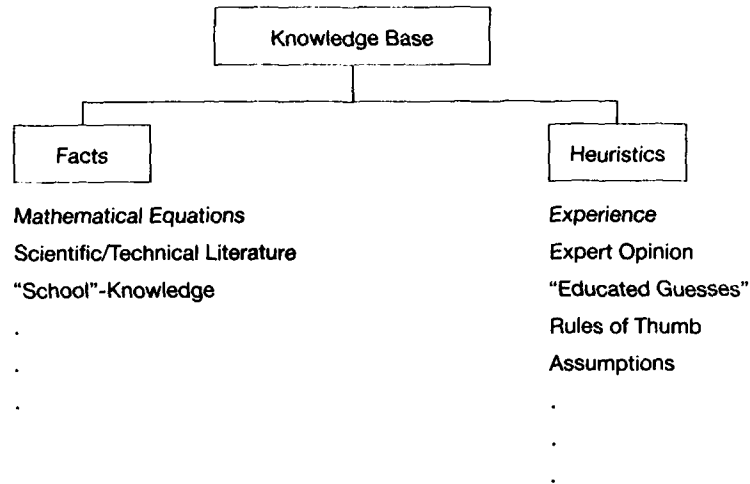 Knowledge Base
Facts
Mathematical Equations
Scientific/Technical Literature
“School”-Knowledge
.
.
.
Heuristics
Experience
Expert Opinion
“Educated Guesses”
Rules of Thumb
Assumptions
.
.
.